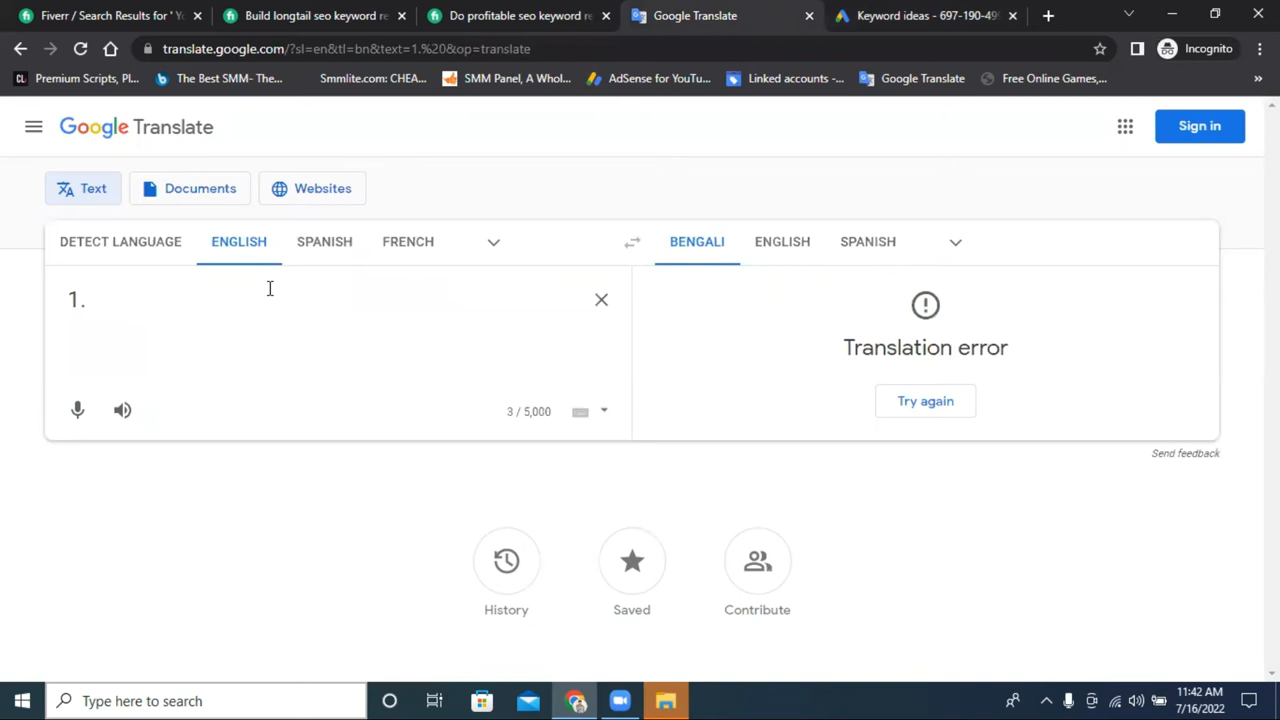 Fiverr / Search Results for ' Yo
Build longtail seo keyword re
Do profitable seo keyword re
Google Translate
Keyword ideas - 697-190-499
translate.google.com/?sl=en&tl=bn&text=1.%20&op=translate
Incognito
CL Premium Scripts, Pl...
The Best SMM- The...
Smmlite.com: CHEA...
SMM Panel, A Whol...
AdSense for YouTu...
Linked accounts -...
Google Translate
Free Online Games,...
Google Translate
Sign in
Text
Documents
Websites
DETECT LANGUAGE
ENGLISH
SPANISH
FRENCH
BENGALI
ENGLISH
SPANISH
1.
Translation error
Try again
3 / 5,000
Send feedback
History
Saved
Contribute
Type here to search
11:42 AM
7/16/2022